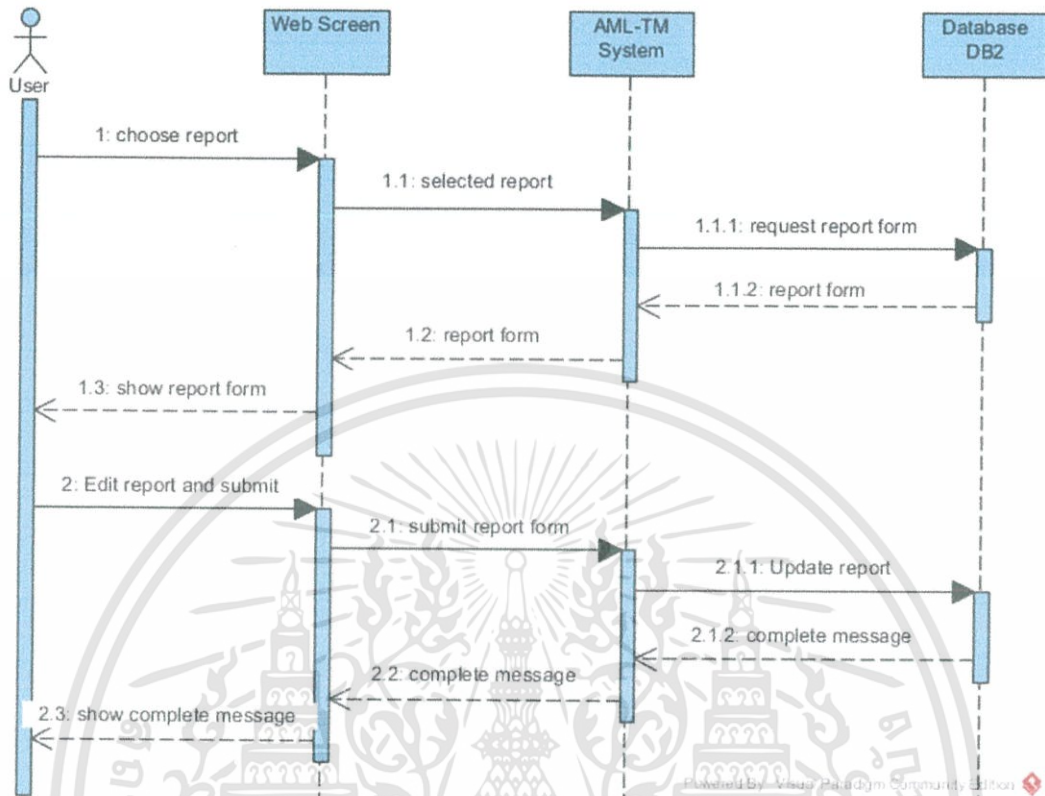 Web Screen
AML-TM
System
Database
DB2
User
1: choose report
1.1: selected report
1.1.1: request report form
1.1.2: report form
1.2: report form
1.3: show report form
2: Edit report and submit
2.1: submit report form
2.1.1: Update report
2.1.2: complete message
2.2: complete message
2.3: show complete message
Powered By Visual Paradigm Community Edition